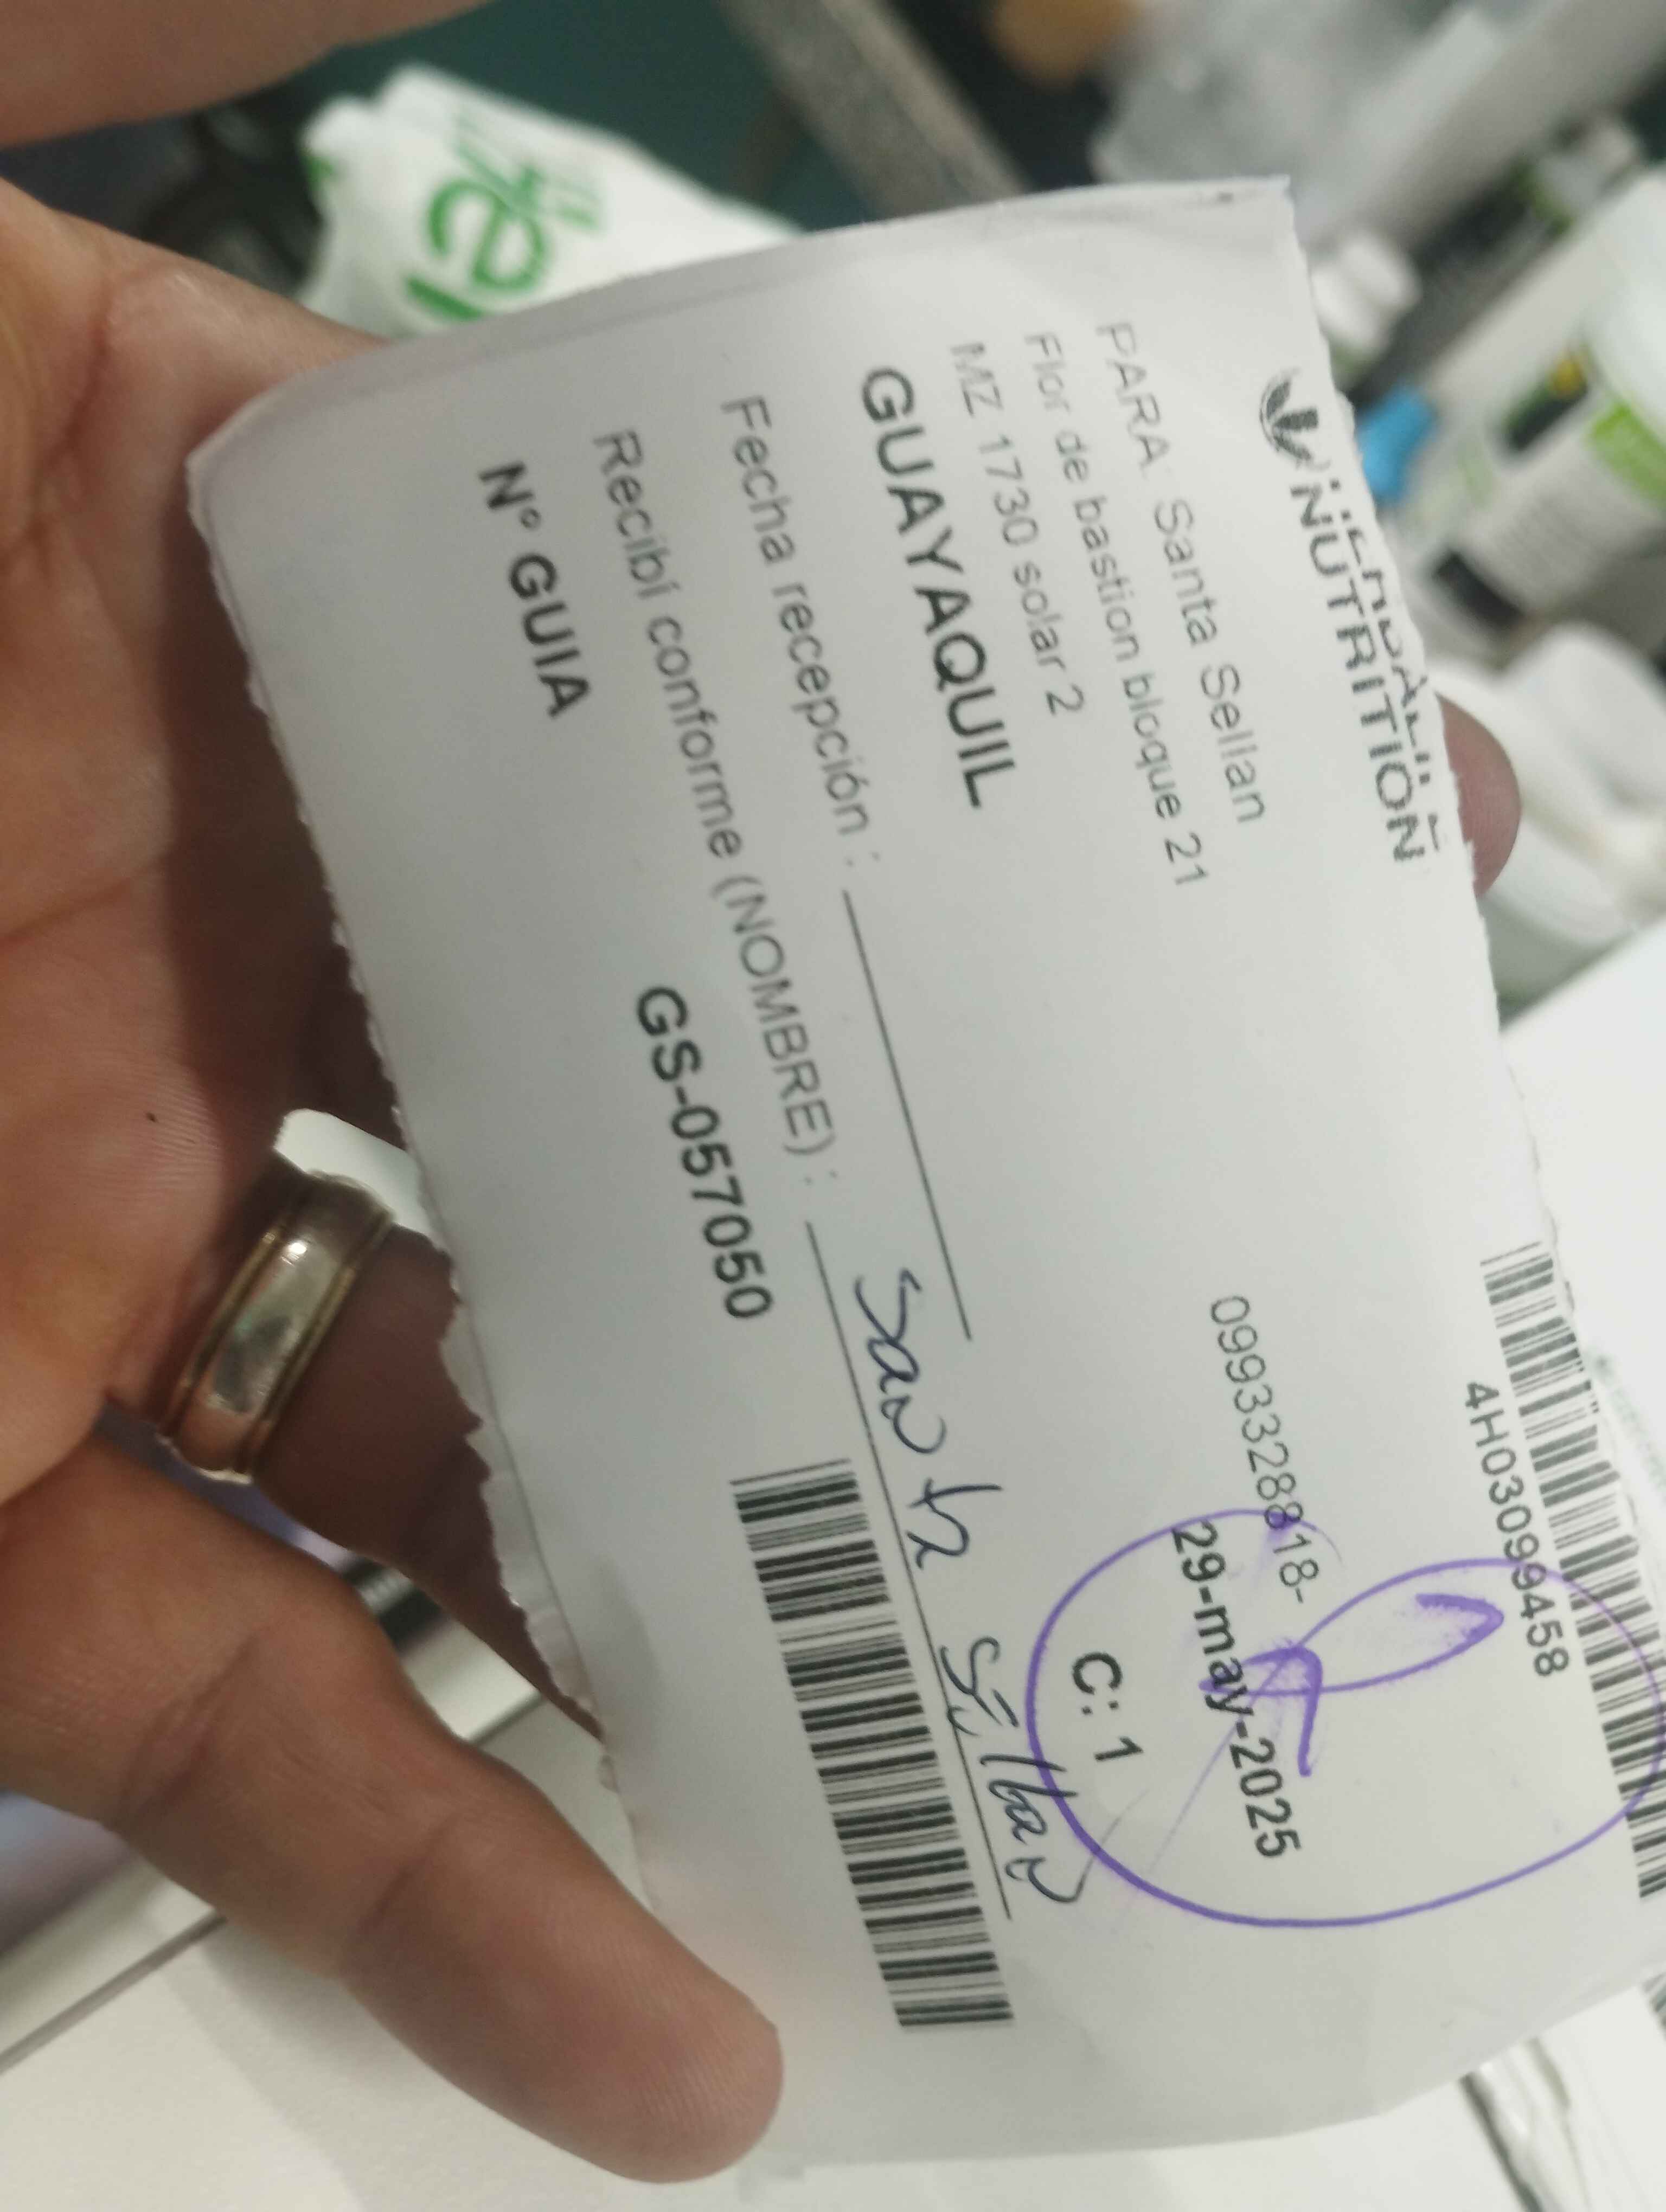 NUTRITION
4H03099458
PARA: Santa Sellan
0993328818-
Flor de bastion bloque 21
29-may-2025
MZ 1730 solar 2
C: 1
GUAYAQUIL
Fecha recepción :
Recibí conforme (NOMBRE) : Santa Sellan
N° GUIA
GS-057050